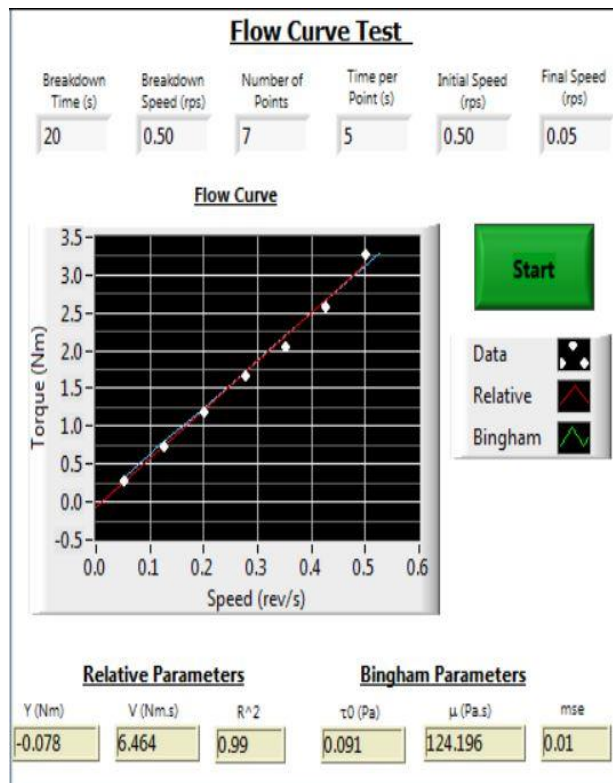 Flow Curve Test
Breakdown Time (s)
Breakdown Speed (rps)
Number of Points
Time per Point (s)
Initial Speed (rps)
Final Speed (rps)
20
0.50
7
5
0.50
0.05
Flow Curve
3.5
3.0
2.5
2.0
1.5
1.0
0.5
0.0
-0.5
Torque (Nm)
0.0 0.1 0.2 0.3 0.4 0.5 0.6
Speed (rev/s)
Start
Data
Relative
Bingham
Relative Parameters
Y (Nm) V (Nm.s) R^2
-0.078 6.464 0.99
Bingham Parameters
τ0 (Pa) μ (Pa.s) mse
0.091 124.196 0.01